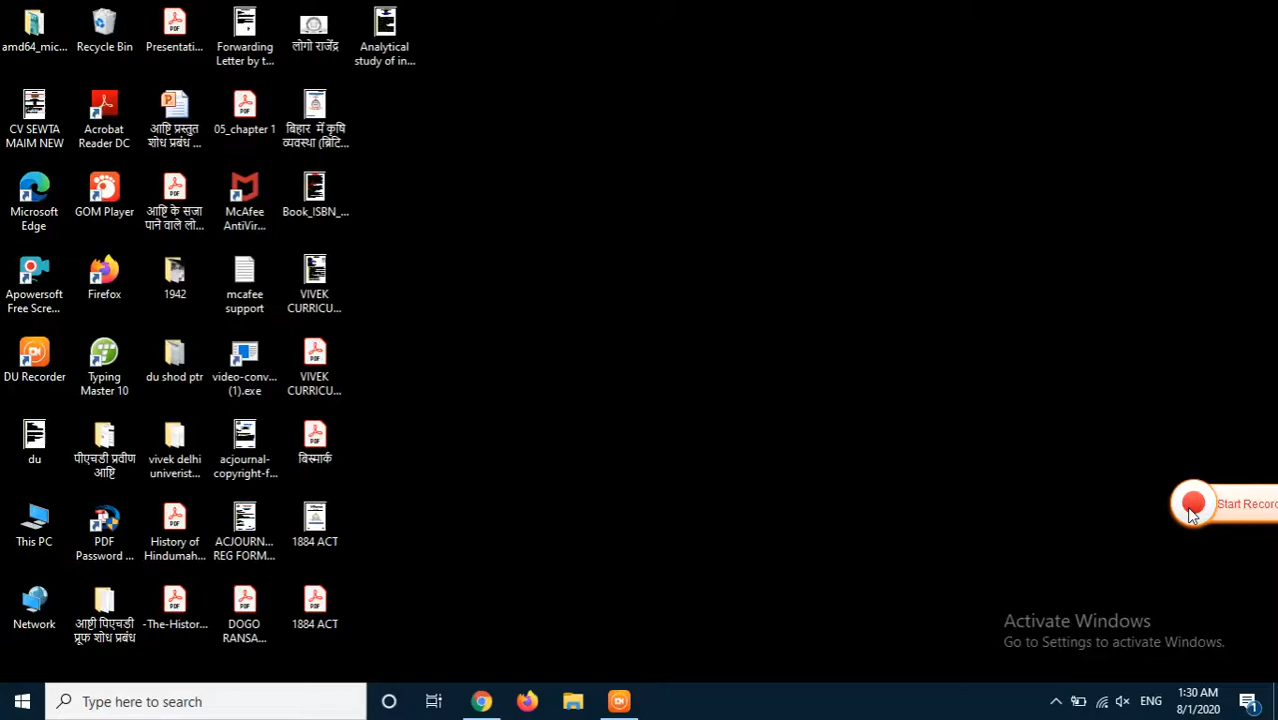 amd64_mic...
Recycle Bin
Presentati...
Forwarding
Letter by t...
लोगो राजेंद्र
Analytical
study of in...
CV SEWTA
MAIM NEW
Acrobat
Reader DC
आष्टि प्रस्तुत
शोध प्रबंध ...
05_chapter 1
बिहार में कृषि
व्यवस्था (ब्रिटि...
Microsoft
Edge
GOM Player
आष्टि के सजा
पाने वाले लो...
McAfee
AntiVir...
Book_ISBN_...
Apowersoft
Free Scre...
Firefox
1942
mcafee
support
VIVEK
CURRICU...
DU Recorder
Typing
Master 10
du shod ptr
video-conv...
(1).exe
VIVEK
CURRICU...
du
पीएचडी प्रवीण
आष्टि
vivek delhi
univerist...
acjournal-
copyright-f...
बिस्मार्क
This PC
PDF
Password ...
History of
Hindumah...
ACJOURN...
REG FORM...
1884 ACT
Network
आष्टी पिएचडी
प्रूफ शोध प्रबंध
-The-Histor...
DOGO
RANSA...
1884 ACT
Start Record
Activate Windows
Go to Settings to activate Windows.
Type here to search
ENG
1:30 AM
8/1/2020
1